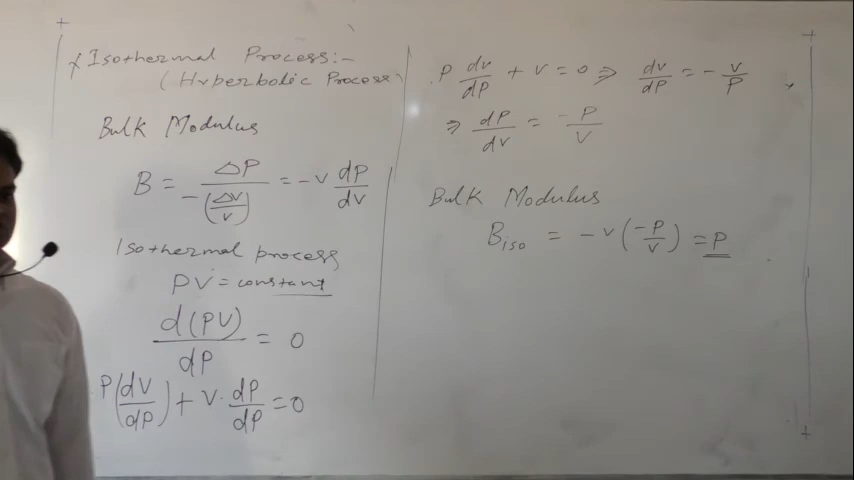 Isothermal Process:-
(Hyperbolic Process)
Bulk Modulus
B = ΔP / -(Δv/v) = -v dP/dv
Isothermal process
PV = constant
d(PV)/dP = 0
P(dV/dP) + V. dP/dP = 0
P dv/dP + v = 0 ⇒ dv/dP = - v/P
⇒ dP/dv = -P/V
Bulk Modulus
B iso = -v(-P/v) = P